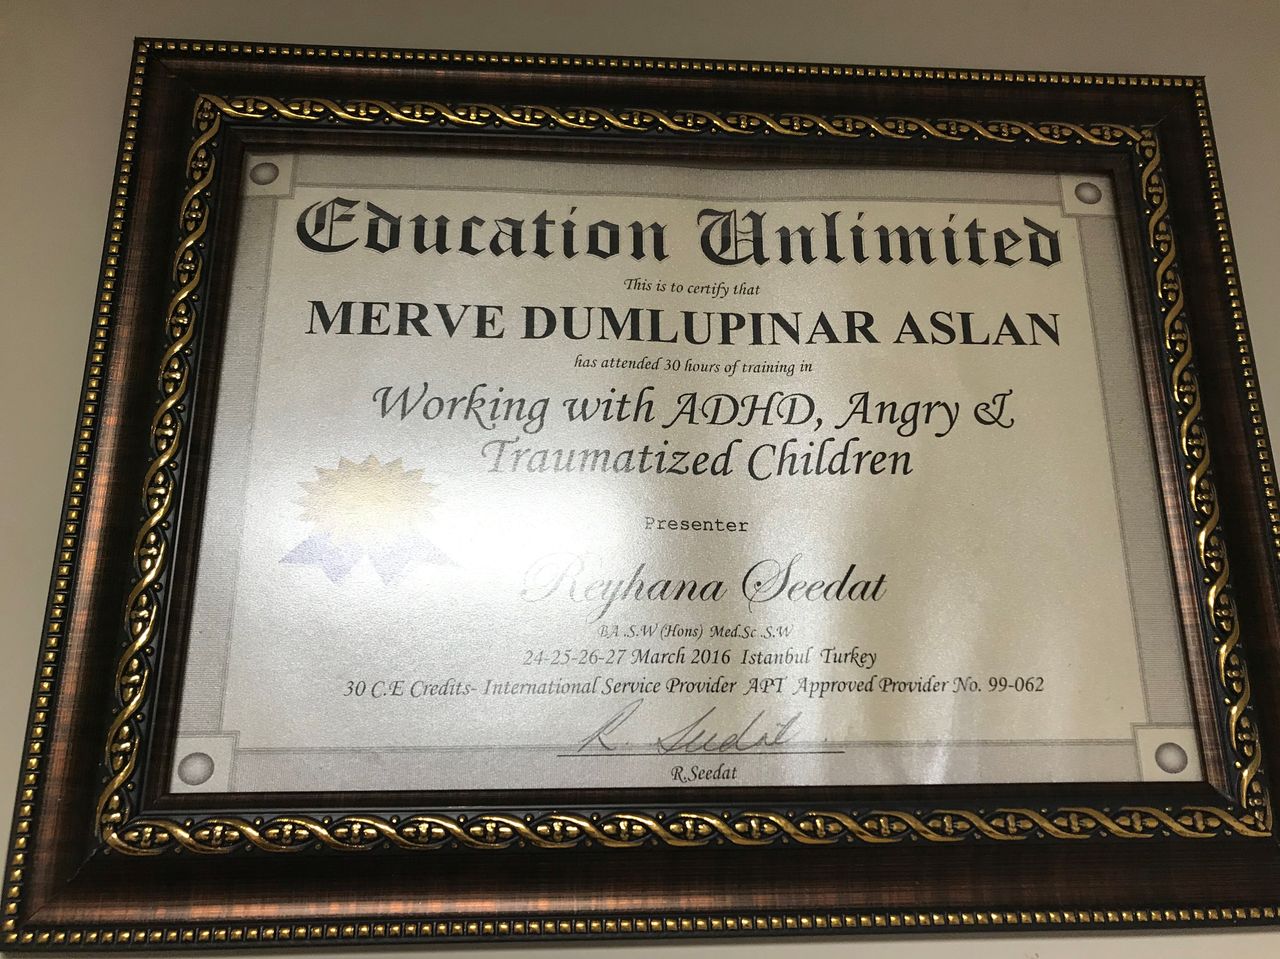 Education Unlimited
This is to certify that
MERVE DUMLUPINAR ASLAN
has attended 30 hours of training in
Working with ADHD, Angry &
Traumatized Children
Presenter
Reyhana Seedat
BA .S.W (Hons) Med.Sc .S.W
24-25-26-27 March 2016 Istanbul Turkey
30 C.E Credits- International Service Provider APT Approved Provider No. 99-062
R. Seedat
R.Seedat